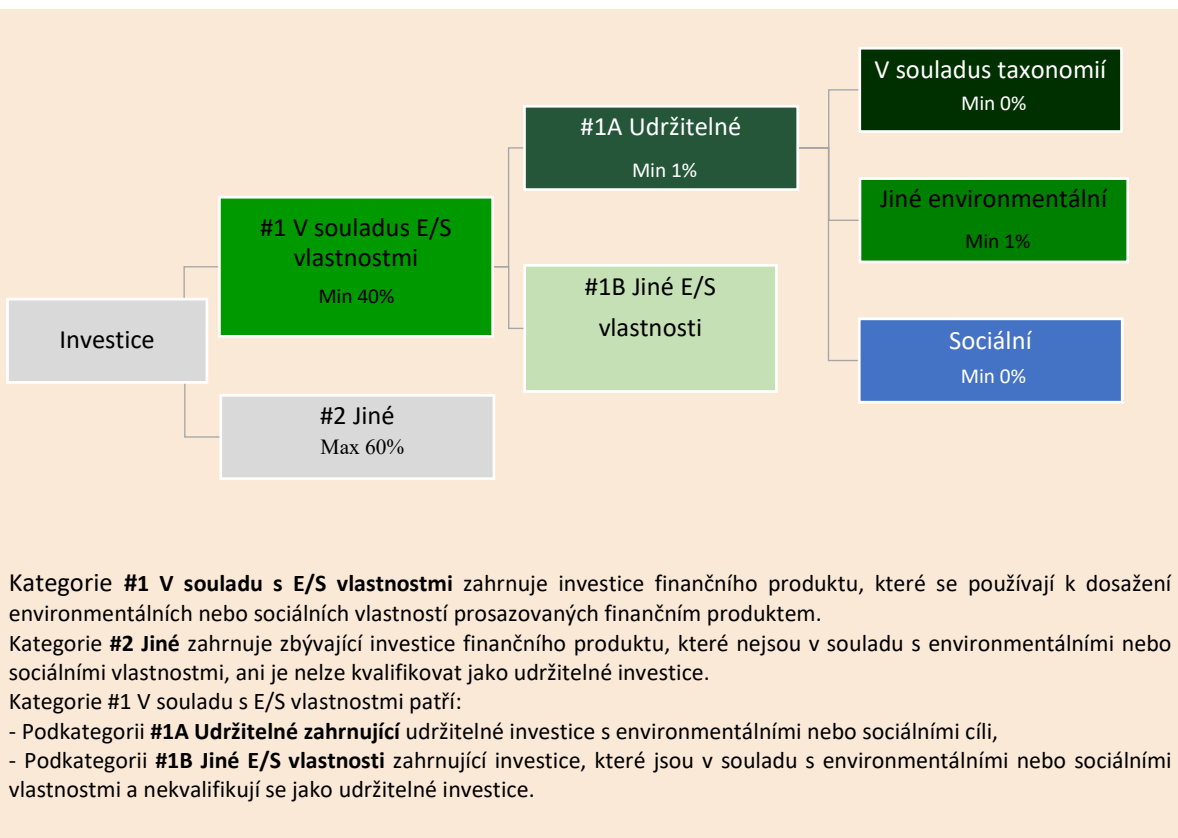 V souladus taxonomií
Min 0%
#1A Udržitelné
Min 1%
Jiné environmentální
Min 1%
#1 V souladus E/S
vlastnostmi
Min 40%
#1B Jiné E/S
vlastnosti
Investice
Sociální
Min 0%
#2 Jiné
Max 60%
Kategorie #1 V souladu s E/S vlastnostmi zahrnuje investice finančního produktu, které se používají k dosažení
environmentálních nebo sociálních vlastností prosazovaných finančním produktem.
Kategorie #2 Jiné zahrnuje zbývající investice finančního produktu, které nejsou v souladu s environmentálními nebo
sociálními vlastnostmi, ani je nelze kvalifikovat jako udržitelné investice.
Kategorie #1 V souladu s E/S vlastnostmi patří:
- Podkategorii #1A Udržitelné zahrnující udržitelné investice s environmentálními nebo sociálními cíli,
- Podkategorii #1B Jiné E/S vlastnosti zahrnující investice, které jsou v souladu s environmentálními nebo sociálními
vlastnostmi a nekvalifikují se jako udržitelné investice.